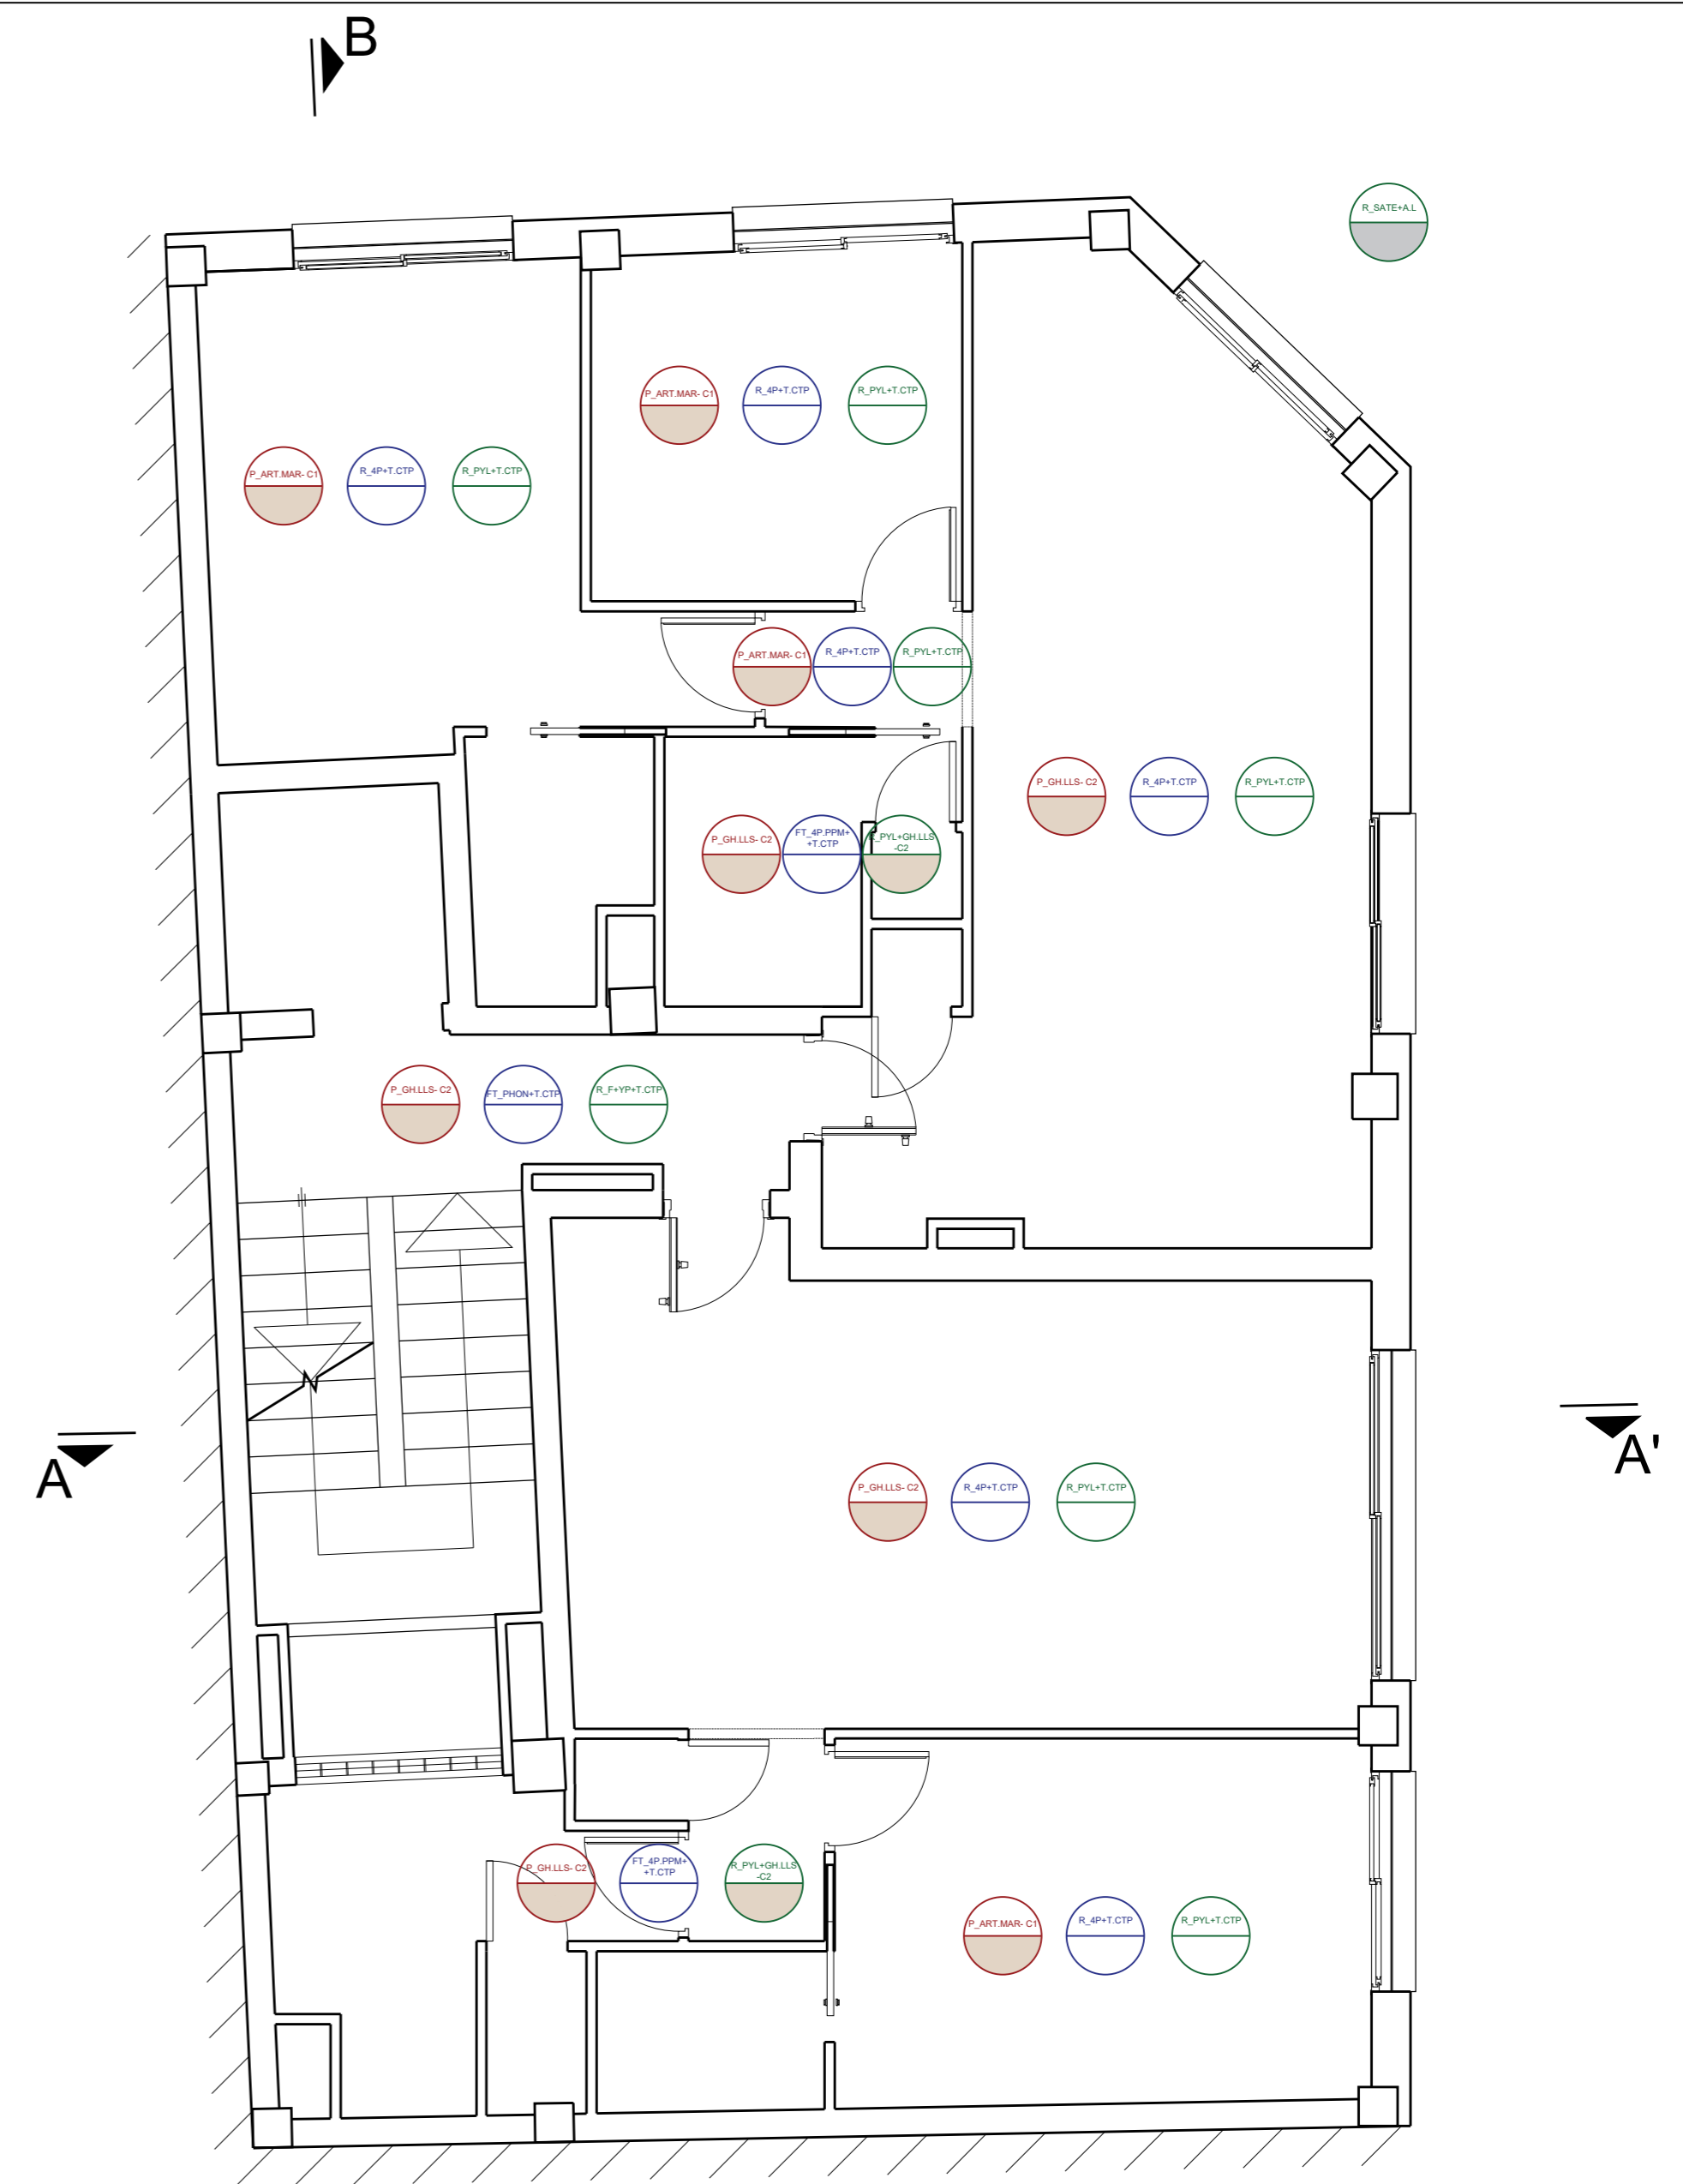 B
R_SATE+A.L
P_ART.MAR- C1
R_4P+T.CTP
R_PYL+T.CTP
P_ART.MAR- C1
R_4P+T.CTP
R_PYL+T.CTP
P_ART.MAR- C1
R_4P+T.CTP
R_PYL+T.CTP
P_GH.LLS- C2
R_4P+T.CTP
R_PYL+T.CTP
P_GH.LLS- C2
FT_4P.PPM+
+T.CTP
R_PYL+GH.LLS
-C2
P_GH.LLS- C2
FT_PHON+T.CTP
R_F+YP+T.CTP
A
A'
P_GH.LLS- C2
R_4P+T.CTP
R_PYL+T.CTP
P_GH.LLS- C2
FT_4P.PPM+
+T.CTP
R_PYL+GH.LLS
-C2
P_ART.MAR- C1
R_4P+T.CTP
R_PYL+T.CTP